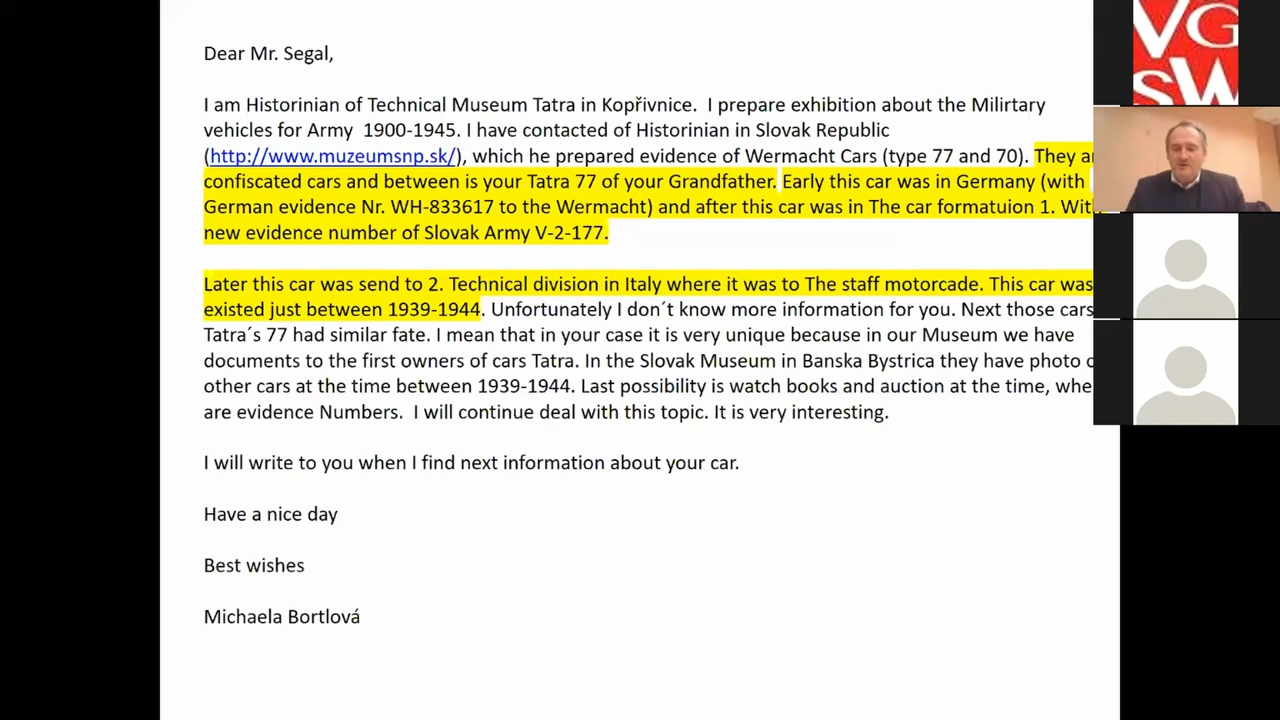 Dear Mr. Segal,
I am Historinian of Technical Museum Tatra in Kopřivnice.  I prepare exhibition about the Milirtary
vehicles for Army  1900-1945. I have contacted of Historinian in Slovak Republic
(http://www.muzeumsnp.sk/), which he prepared evidence of Wermacht Cars (type 77 and 70). They
confiscated cars and between is your Tatra 77 of your Grandfather. Early this car was in Germany (with
German evidence Nr. WH-833617 to the Wermacht) and after this car was in The car formatuion 1. With
new evidence number of Slovak Army V-2-177.
Later this car was send to 2. Technical division in Italy where it was to The staff motorcade. This car was
existed just between 1939-1944. Unfortunately I don´t know more information for you. Next those cars
Tatra´s 77 had similar fate. I mean that in your case it is very unique because in our Museum we have
documents to the first owners of cars Tatra. In the Slovak Museum in Banska Bystrica they have photo
other cars at the time between 1939-1944. Last possibility is watch books and auction at the time,
are evidence Numbers.  I will continue deal with this topic. It is very interesting.
I will write to you when I find next information about your car.
Have a nice day
Best wishes
Michaela Bortlová
VG
SW